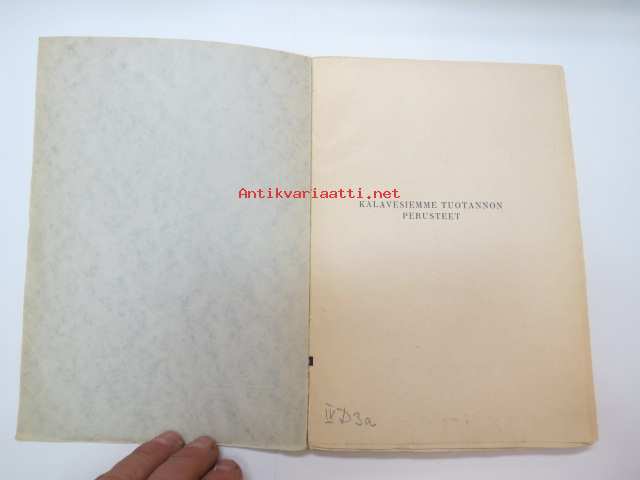 Antikvariaatti.net
KALAVESIEMME TUOTANNON
PERUSTEET
IV D3a